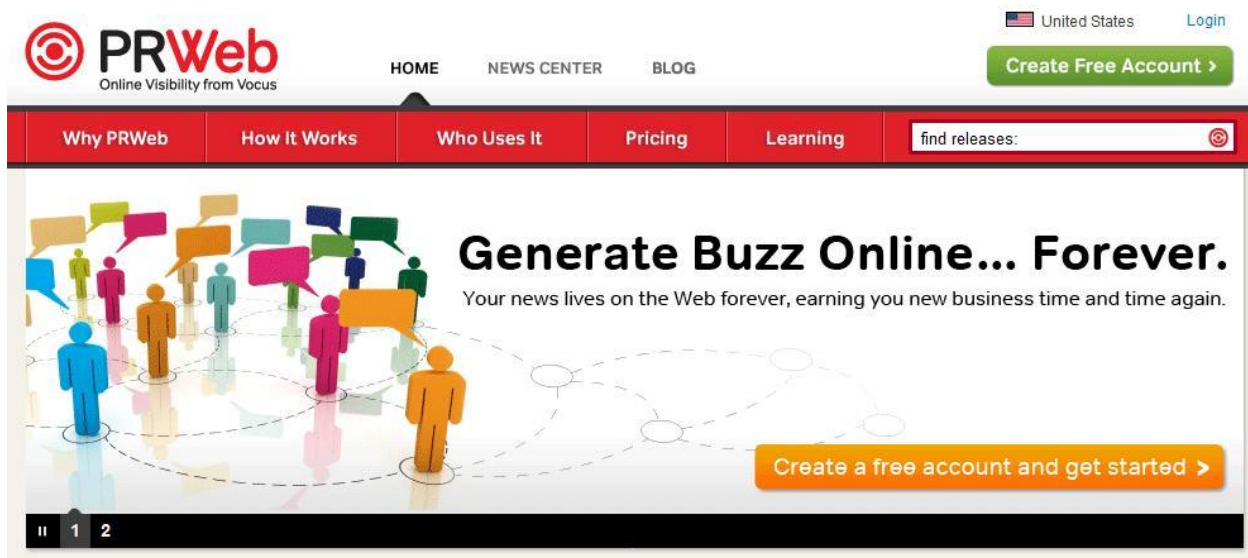 United States
Login
PRWeb
Online Visibility from Vocus
HOME
NEWS CENTER
BLOG
Create Free Account >
Why PRWeb
How It Works
Who Uses It
Pricing
Learning
find releases:
Generate Buzz Online... Forever.
Your news lives on the Web forever, earning you new business time and time again.
Create a free account and get started >
1
2